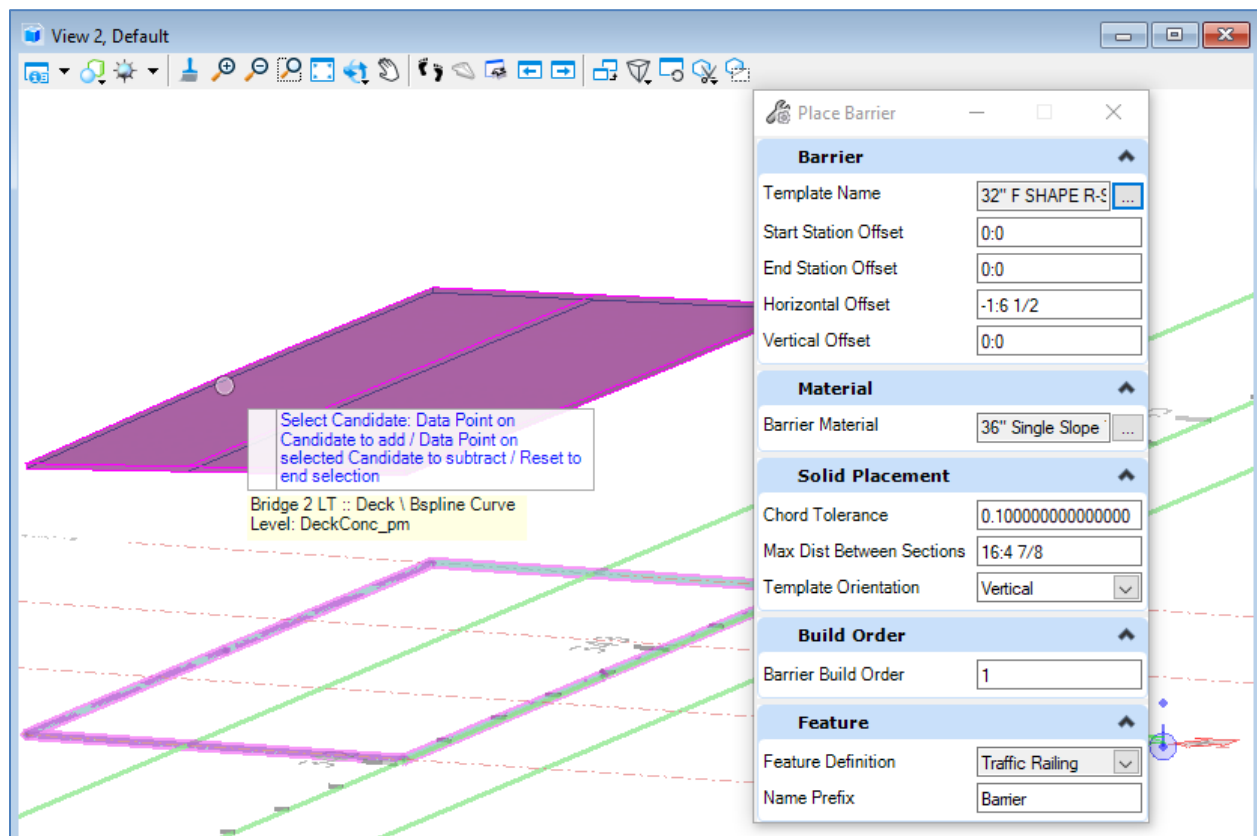 View 2, Default
Place Barrier
Barrier
Template Name 32" F SHAPE R-S ...
Start Station Offset 0:0
End Station Offset 0:0
Horizontal Offset -1:6 1/2
Vertical Offset 0:0
Material
Barrier Material 36" Single Slope ...
Solid Placement
Chord Tolerance 0.100000000000000
Max Dist Between Sections 16:4 7/8
Template Orientation Vertical
Build Order
Barrier Build Order 1
Feature
Feature Definition Traffic Railing
Name Prefix Barrier
Select Candidate: Data Point on
Candidate to add / Data Point on
selected Candidate to subtract / Reset to
end selection
Bridge 2 LT :: Deck \ Bspline Curve
Level: DeckConc_pm